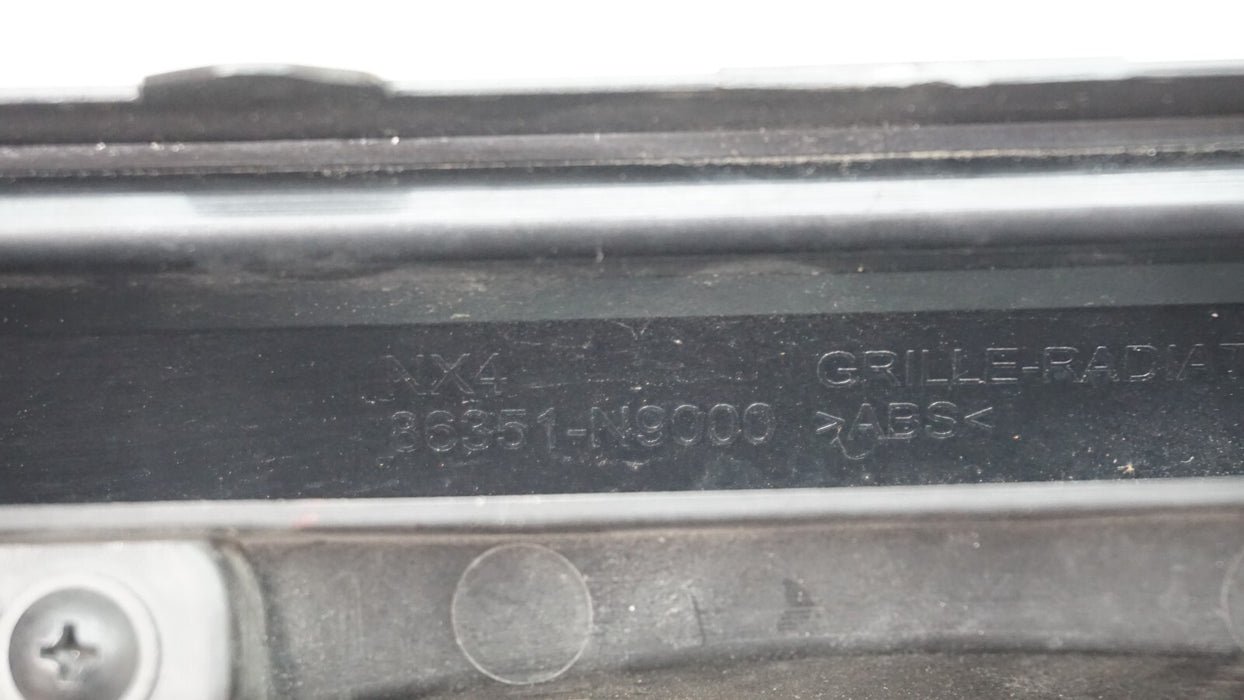 NX4
86351-N9000
GRILLE-RADIAT
>ABS<